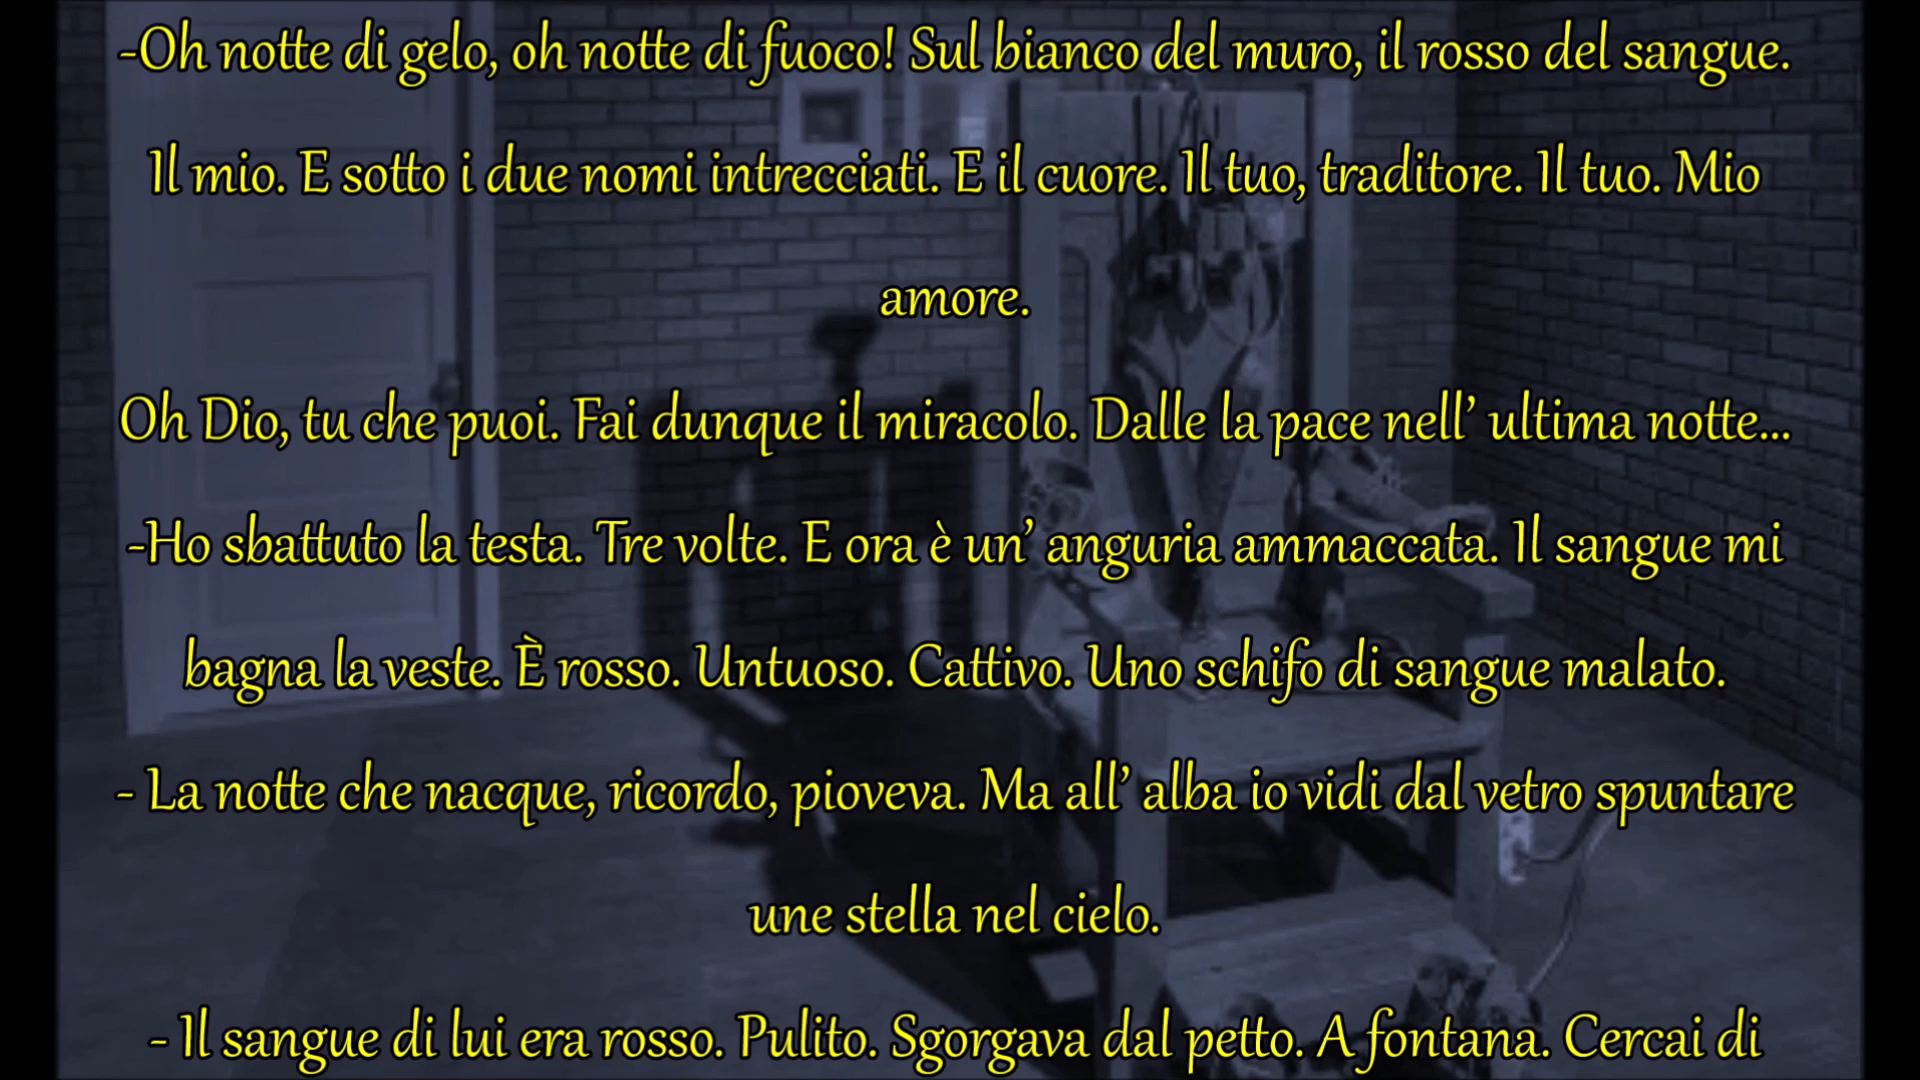 -Oh notte di gelo, oh notte di fuoco! Sul bianco del muro, il rosso del sangue.
Il mio. E sotto i due nomi intrecciati. E il cuore. Il tuo, traditore. Il tuo. Mio
amore.
Oh Dio, tu che puoi. Fai dunque il miracolo. Dalle la pace nell’ ultima notte...
-Ho sbattuto la testa. Tre volte. E ora è un’ anguria ammaccata. Il sangue mi
bagna la veste. È rosso. Untuoso. Cattivo. Uno schifo di sangue malato.
- La notte che nacque, ricordo, pioveva. Ma all’ alba io vidi dal vetro spuntare
une stella nel cielo.
- Il sangue di lui era rosso. Pulito. Sgorgava dal petto. A fontana. Cercai di